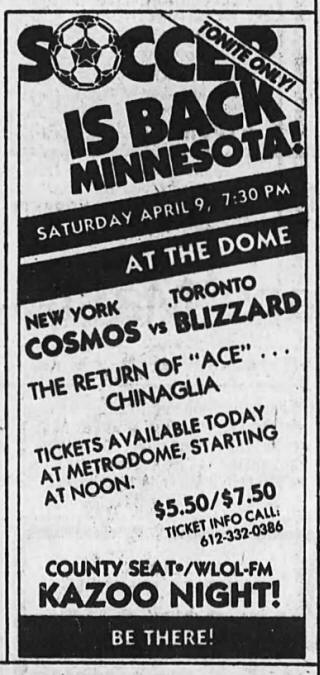 SOCCER
TONITE ONLY!
IS BACK
MINNESOTA!
SATURDAY APRIL 9, 7:30 PM
AT THE DOME
NEW YORK TORONTO
COSMOS vs BLIZZARD
THE RETURN OF "ACE" . . .
CHINAGLIA
TICKETS AVAILABLE TODAY
AT METRODOME, STARTING
AT NOON.
$5.50/$7.50
TICKET INFO CALL:
612-332-0386
COUNTY SEAT®/WLOL-FM
KAZOO NIGHT!
BE THERE!